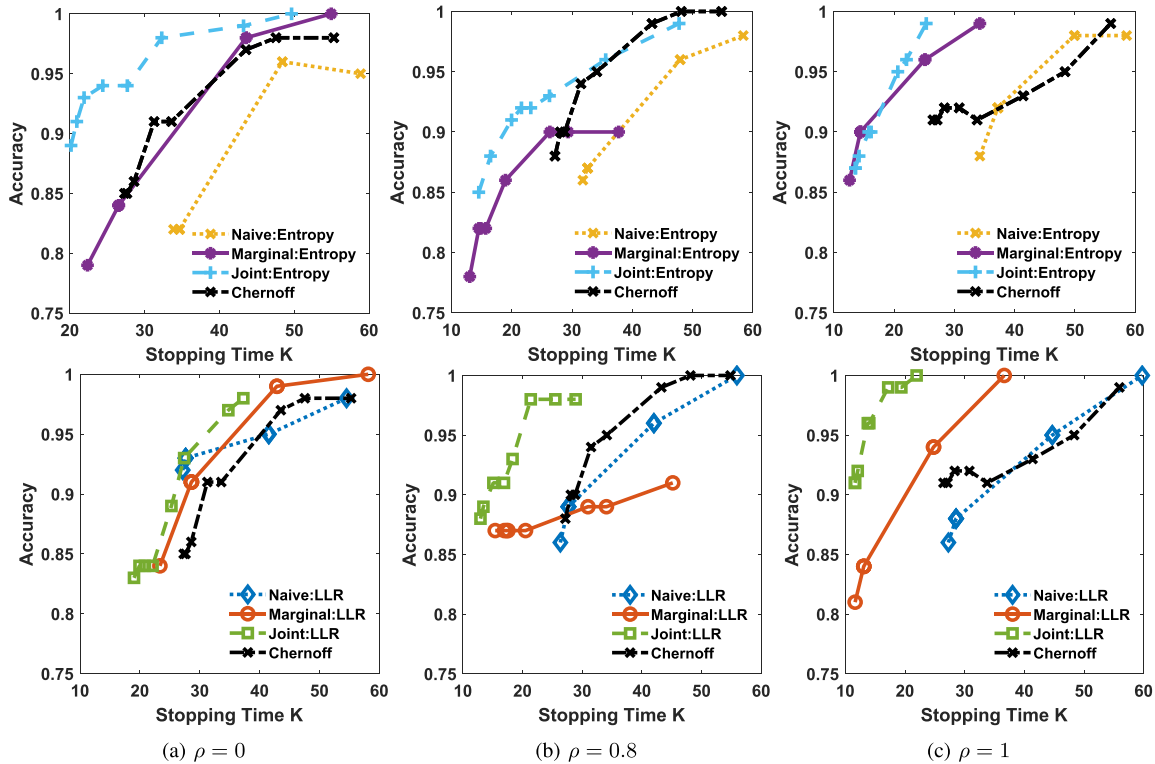 1
0.95
0.9
0.85
0.8
0.75
Accuracy
20 30 40 50 60
Stopping Time K
Naive:Entropy
Marginal:Entropy
Joint:Entropy
Chernoff
1
0.95
0.9
0.85
0.8
0.75
Accuracy
10 20 30 40 50 60
Stopping Time K
Naive:Entropy
Marginal:Entropy
Joint:Entropy
Chernoff
1
0.95
0.9
0.85
0.8
0.75
Accuracy
10 20 30 40 50 60
Stopping Time K
Naive:Entropy
Marginal:Entropy
Joint:Entropy
Chernoff
1
0.95
0.9
0.85
0.8
0.75
Accuracy
10 20 30 40 50 60
Stopping Time K
Naive:LLR
Marginal:LLR
Joint:LLR
Chernoff
1
0.95
0.9
0.85
0.8
0.75
Accuracy
10 20 30 40 50 60
Stopping Time K
Naive:LLR
Marginal:LLR
Joint:LLR
Chernoff
1
0.95
0.9
0.85
0.8
0.75
Accuracy
10 20 30 40 50 60
Stopping Time K
Naive:LLR
Marginal:LLR
Joint:LLR
Chernoff
(a) ρ = 0
(b) ρ = 0.8
(c) ρ = 1